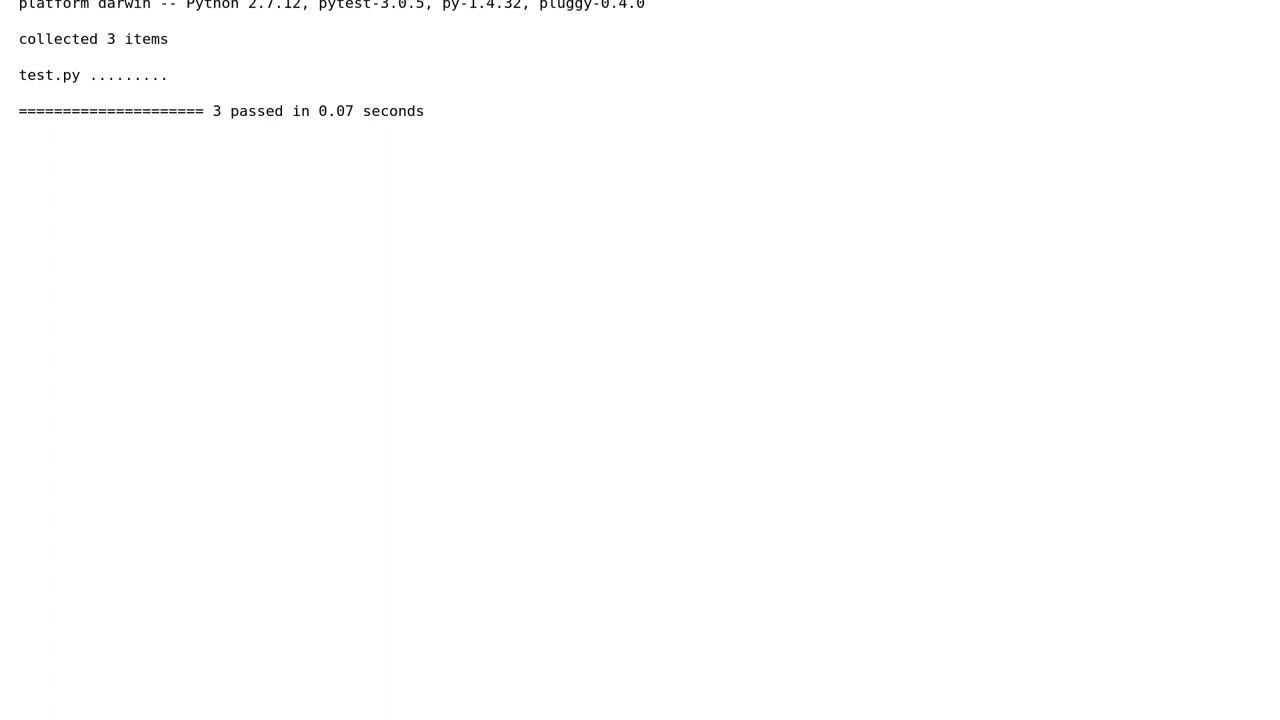 platform darwin -- Python 2.7.12, pytest-3.0.5, py-1.4.32, pluggy-0.4.0
collected 3 items
test.py .........
===================== 3 passed in 0.07 seconds